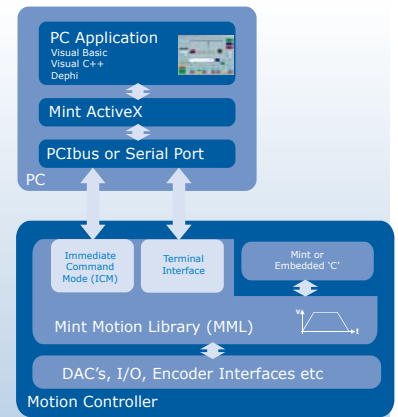 PC Application
Visual Basic
Visual C++
Dephi
Mint ActiveX
PCIbus or Serial Port
PC
Immediate
Command
Mode (ICM)
Terminal
Interface
Mint or
Embedded ‘C’
Mint Motion Library (MML)
v
t
DAC’s, I/O, Encoder Interfaces etc
Motion Controller